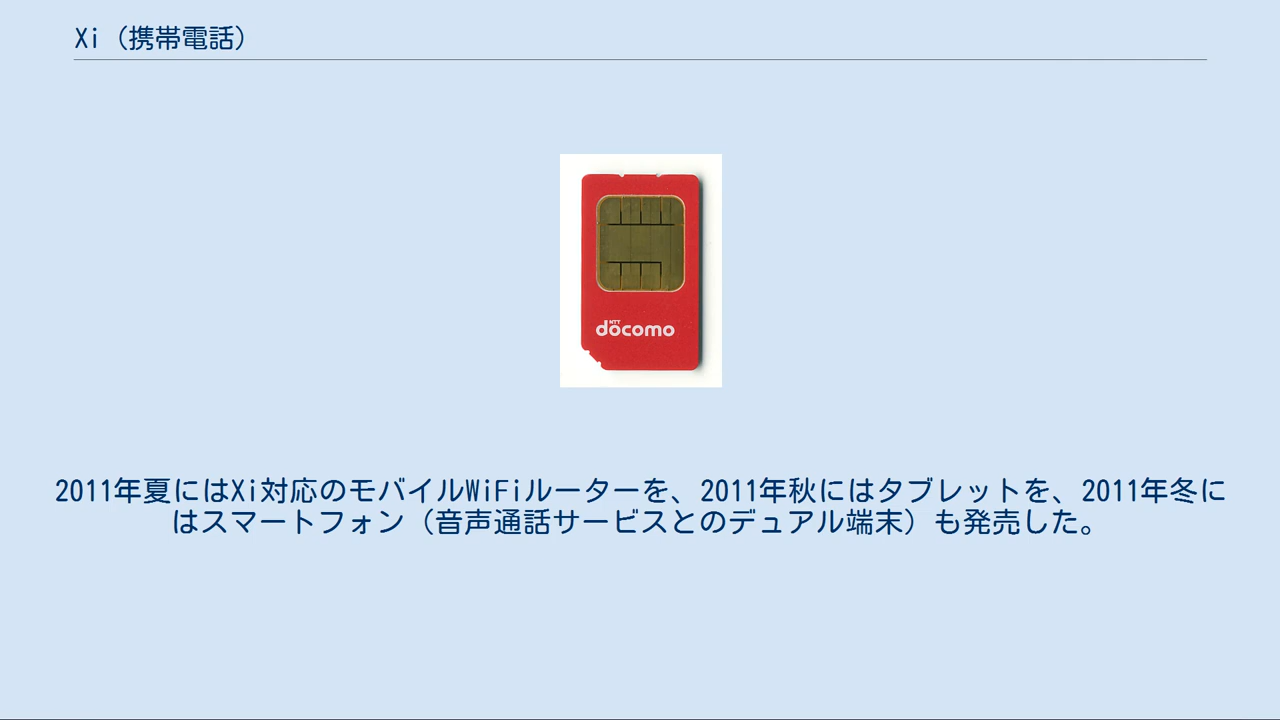 Xi（携帯電話）
NTT
docomo
2011年夏にはXi対応のモバイルWiFiルーターを、2011年秋にはタブレットを、2011年冬に
はスマートフォン（音声通話サービスとのデュアル端末）も発売した。